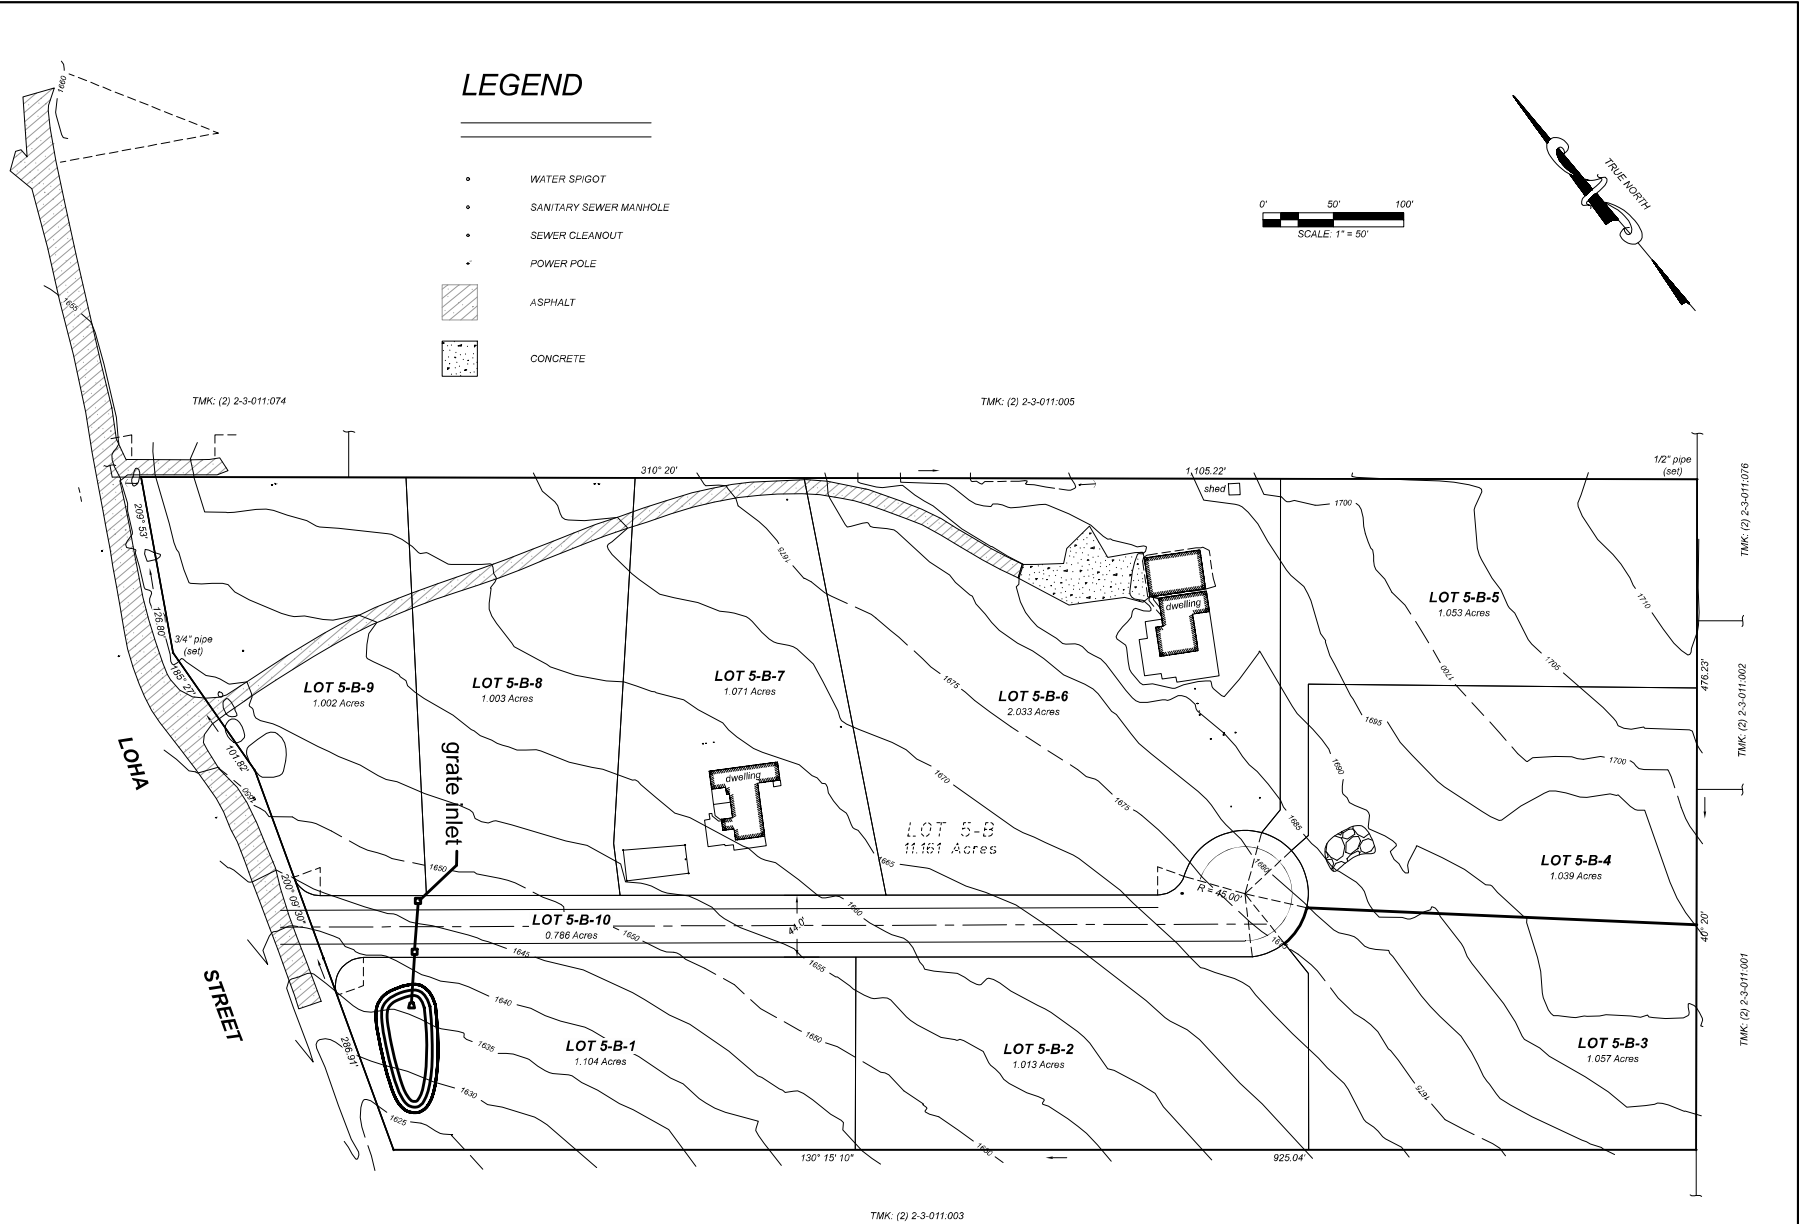 LEGEND
WATER SPIGOT
SANITARY SEWER MANHOLE
SEWER CLEANOUT
POWER POLE
ASPHALT
CONCRETE
0' 50' 100'
SCALE: 1" = 50'
TRUE NORTH
1660
1655
TMK: (2) 2-3-011:074
TMK: (2) 2-3-011:005
310° 20'
1,105.22'
1/2" pipe
(set)
shed
1700
TMK: (2) 2-3-011:076
209° 53'
126.80'
3/4" pipe
(set)
185° 27'
101.82'
1675
dwelling
LOT 5-B-5
1.053 Acres
1710
1705
1700
476.23'
TMK: (2) 2-3-011:002
LOT 5-B-9
1.002 Acres
LOT 5-B-8
1.003 Acres
LOT 5-B-7
1.071 Acres
1675
LOT 5-B-6
2.033 Acres
1695
1700
1690
LOHA
STREET
1650
grate inlet
dwelling
1670
1675
LOT 5-B
11.161 Acres
1665
1685
1680
R = 45.00'
LOT 5-B-4
1.039 Acres
1650
200° 09' 30"
LOT 5-B-10
0.786 Acres
1650
44.0'
1660
1675
40° 20'
1645
1655
1640
1650
TMK: (2) 2-3-011:001
286.91'
1635
LOT 5-B-1
1.104 Acres
LOT 5-B-2
1.013 Acres
LOT 5-B-3
1.057 Acres
1630
1625
1675
1650
130° 15' 10"
925.04'
TMK: (2) 2-3-011:003